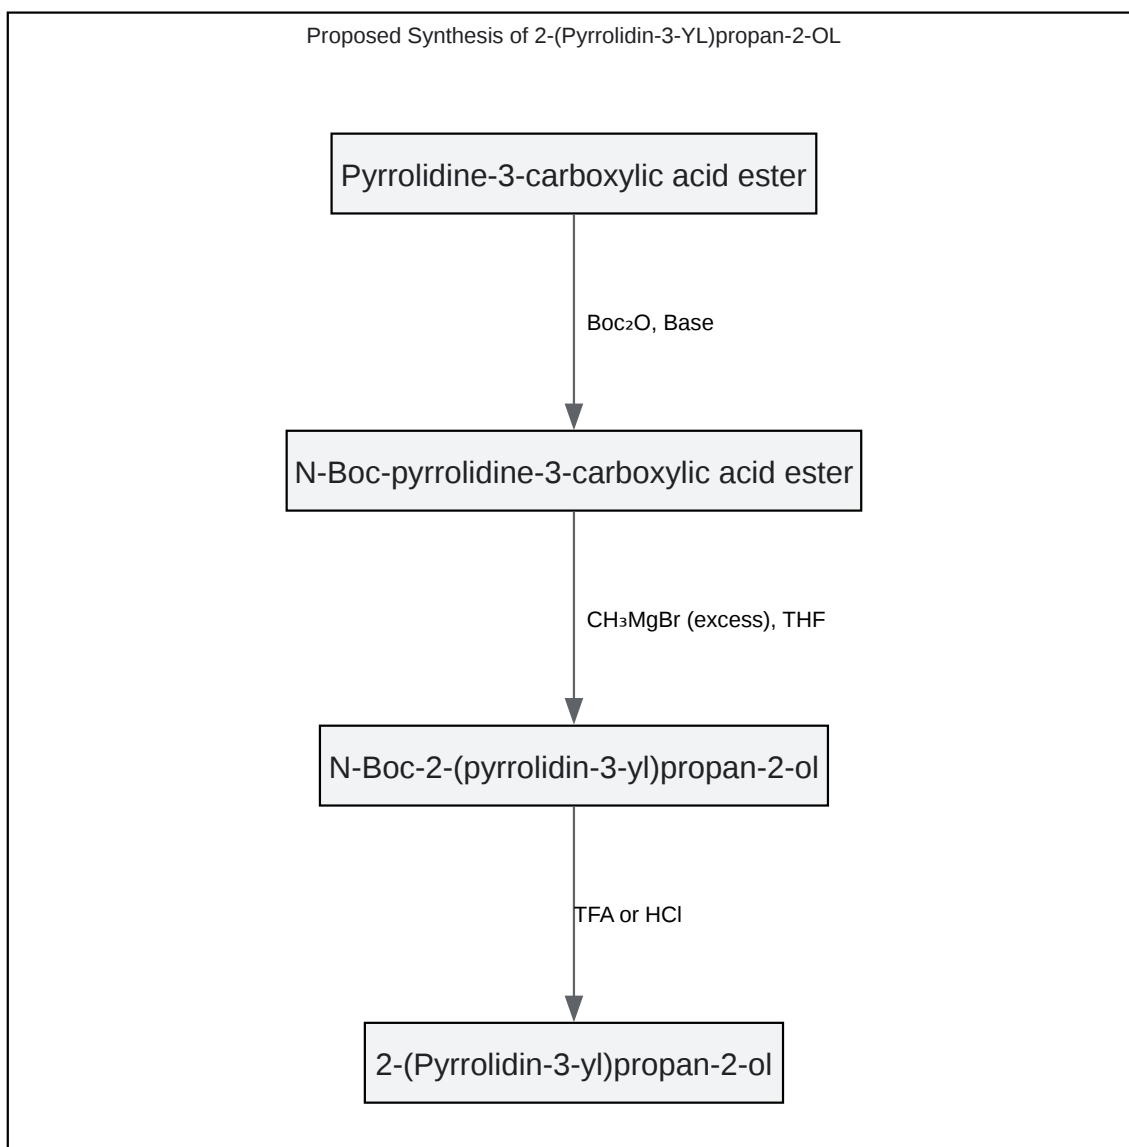 Proposed Synthesis of 2-(Pyrrolidin-3-YL)propan-2-OL
Pyrrolidine-3-carboxylic acid ester
Boc₂O, Base
N-Boc-pyrrolidine-3-carboxylic acid ester
CH₃MgBr (excess), THF
N-Boc-2-(pyrrolidin-3-yl)propan-2-ol
TFA or HCl
2-(Pyrrolidin-3-yl)propan-2-ol